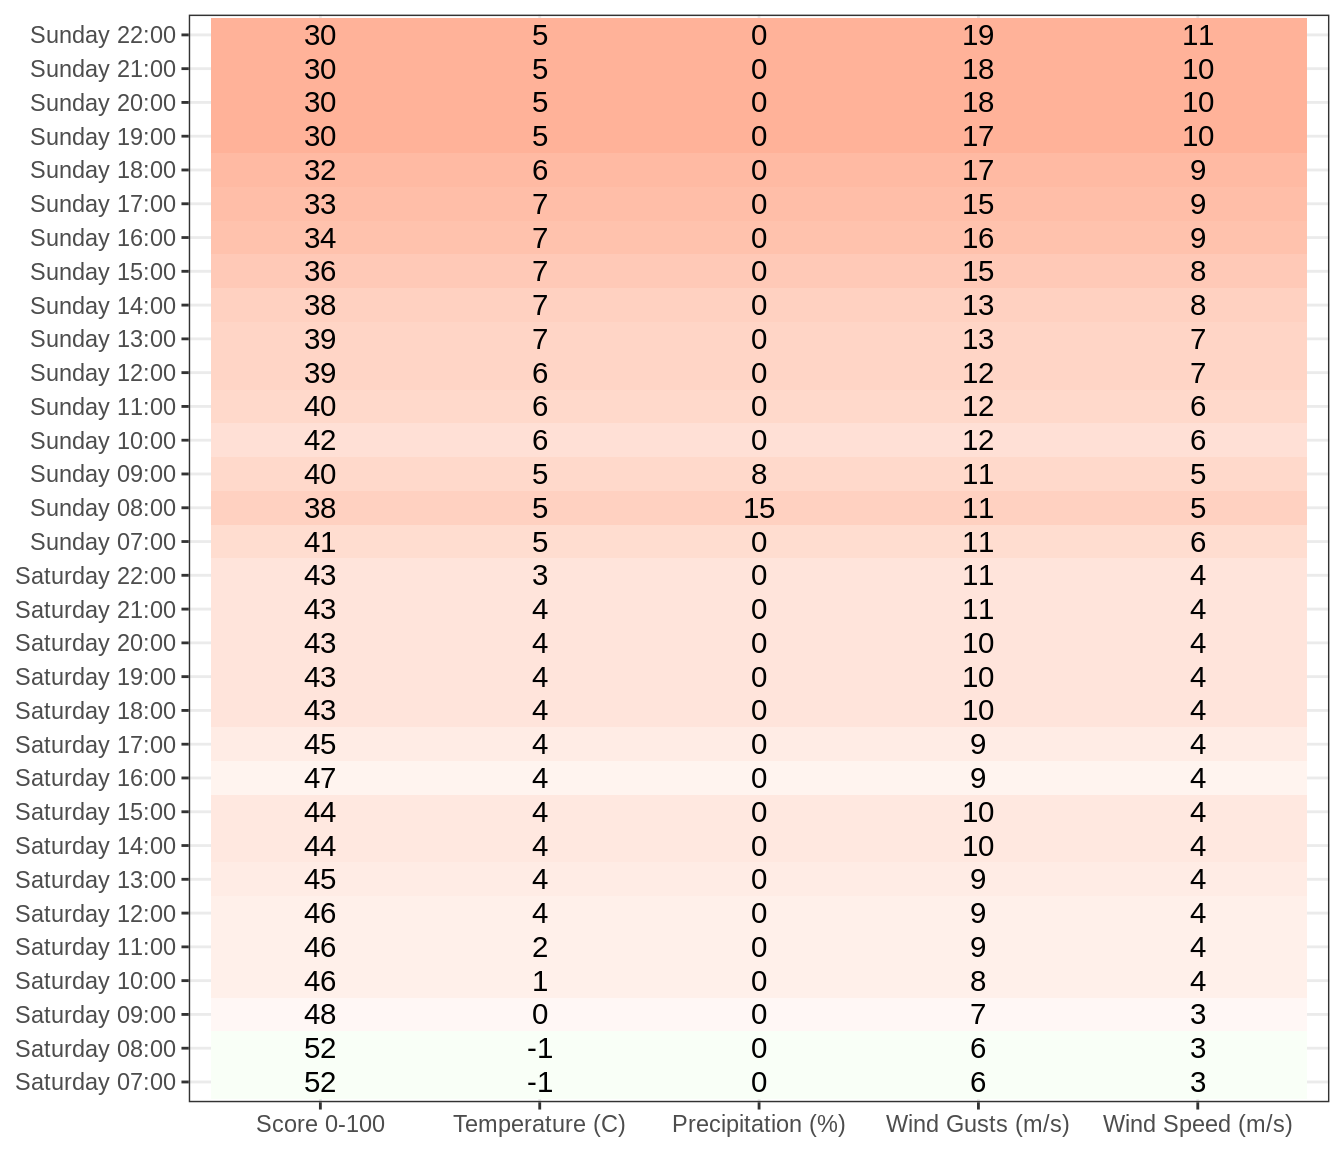 Sunday 22:00 30 5 0 19 11
Sunday 21:00 30 5 0 18 10
Sunday 20:00 30 5 0 18 10
Sunday 19:00 30 5 0 17 10
Sunday 18:00 32 6 0 17 9
Sunday 17:00 33 7 0 15 9
Sunday 16:00 34 7 0 16 9
Sunday 15:00 36 7 0 15 8
Sunday 14:00 38 7 0 13 8
Sunday 13:00 39 7 0 13 7
Sunday 12:00 39 6 0 12 7
Sunday 11:00 40 6 0 12 6
Sunday 10:00 42 6 0 12 6
Sunday 09:00 40 5 8 11 5
Sunday 08:00 38 5 15 11 5
Sunday 07:00 41 5 0 11 6
Saturday 22:00 43 3 0 11 4
Saturday 21:00 43 4 0 11 4
Saturday 20:00 43 4 0 10 4
Saturday 19:00 43 4 0 10 4
Saturday 18:00 43 4 0 10 4
Saturday 17:00 45 4 0 9 4
Saturday 16:00 47 4 0 9 4
Saturday 15:00 44 4 0 10 4
Saturday 14:00 44 4 0 10 4
Saturday 13:00 45 4 0 9 4
Saturday 12:00 46 4 0 9 4
Saturday 11:00 46 2 0 9 4
Saturday 10:00 46 1 0 8 4
Saturday 09:00 48 0 0 7 3
Saturday 08:00 52 -1 0 6 3
Saturday 07:00 52 -1 0 6 3
Score 0-100 Temperature (C) Precipitation (%) Wind Gusts (m/s) Wind Speed (m/s)